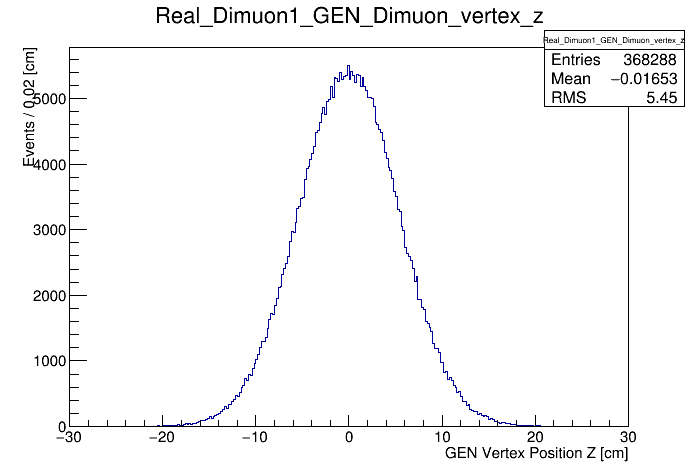 Real_Dimuon1_GEN_Dimuon_vertex_z
Real_Dimuon1_GEN_Dimuon_vertex_z
Entries 368288
Mean −0.01653
RMS 5.45
Events / 0.02 [cm]
5000
4000
3000
2000
1000
0
−30 −20 −10 0 10 20 30
GEN Vertex Position Z [cm]